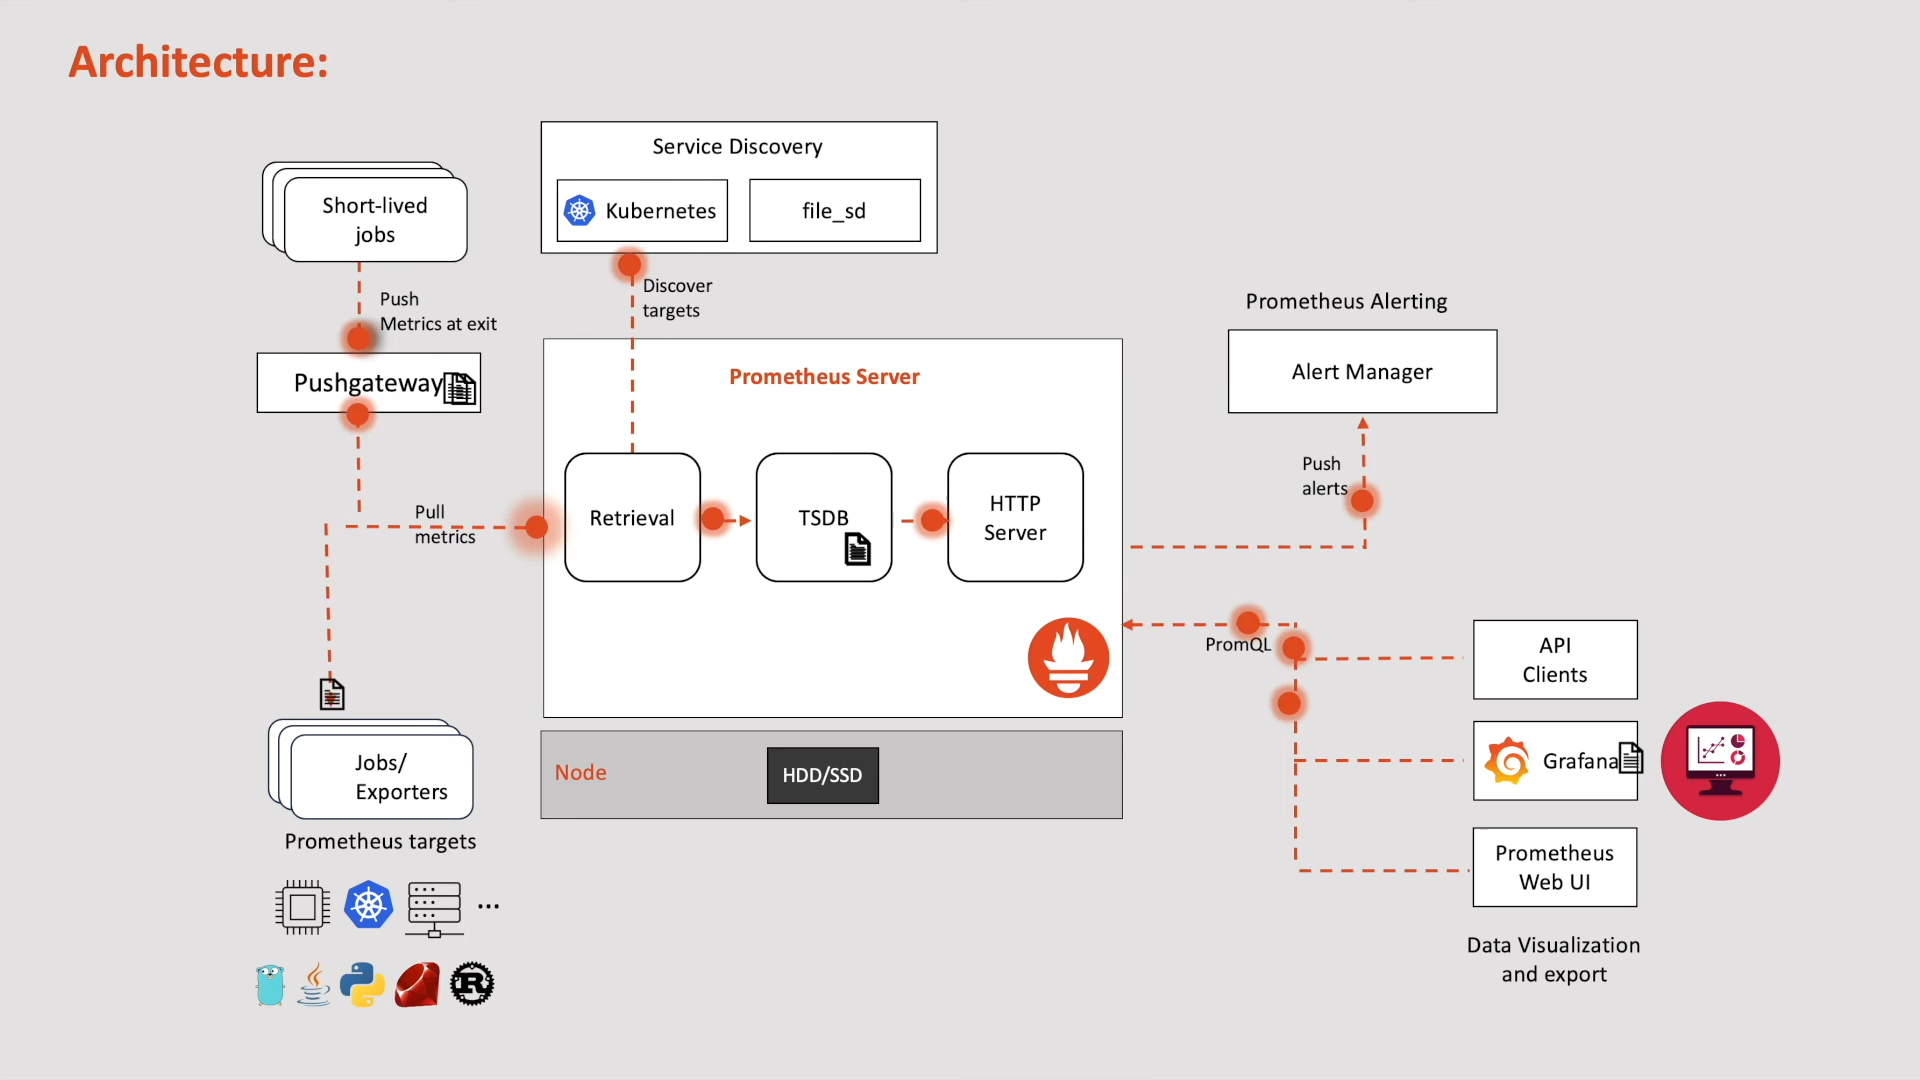 Architecture:
Service Discovery
Kubernetes
file_sd
Short-lived
jobs
Discover
targets
Push
Metrics at exit
Pushgateway
Prometheus Server
Prometheus Alerting
Alert Manager
Push
alerts
Pull
metrics
Retrieval
TSDB
HTTP
Server
PromQL
API
Clients
Grafana
Prometheus
Web UI
Data Visualization
and export
Node
HDD/SSD
Jobs/
Exporters
Prometheus targets
...
R